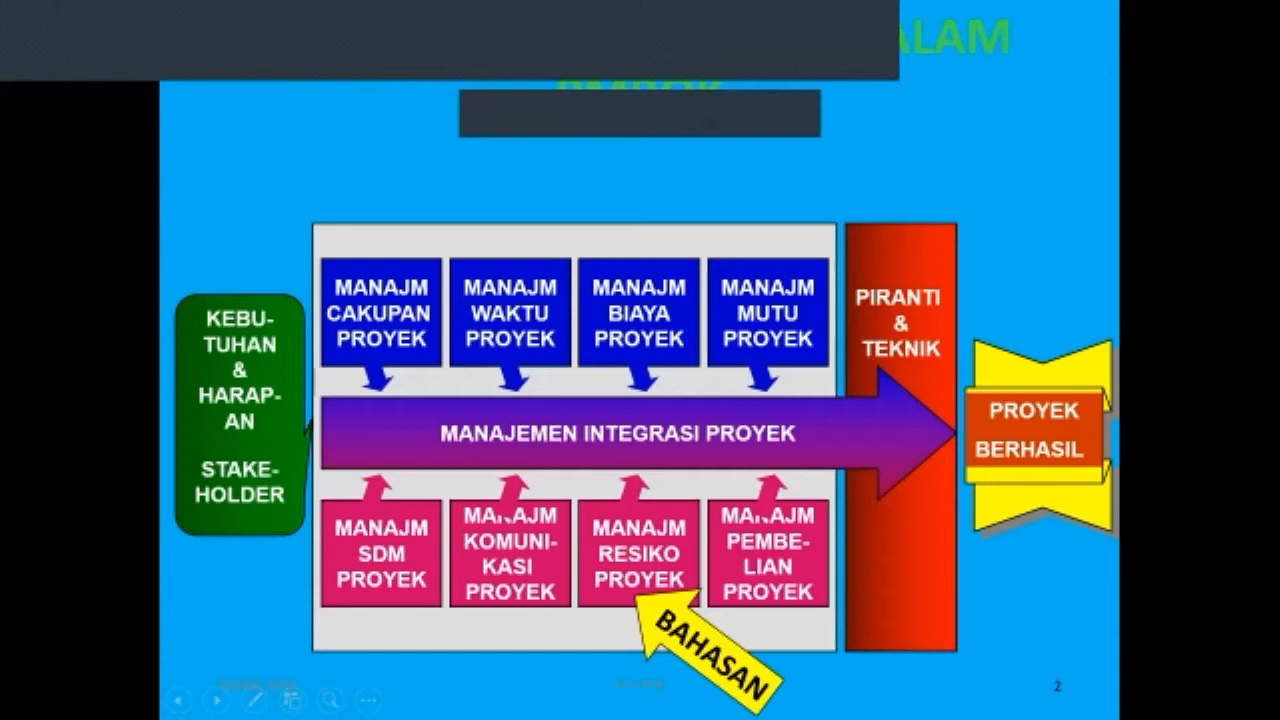 ALAM
KEBU-
TUHAN
&
HARAP-
AN
STAKE-
HOLDER
MANAJM
CAKUPAN
PROYEK
MANAJM
WAKTU
PROYEK
MANAJM
BIAYA
PROYEK
MANAJM
MUTU
PROYEK
MANAJEMEN INTEGRASI PROYEK
MANAJM
SDM
PROYEK
MANAJM
KOMUNI-
KASI
PROYEK
MANAJM
RESIKO
PROYEK
MANAJM
PEMBE-
LIAN
PROYEK
BAHASAN
PIRANTI
&
TEKNIK
PROYEK
BERHASIL
2